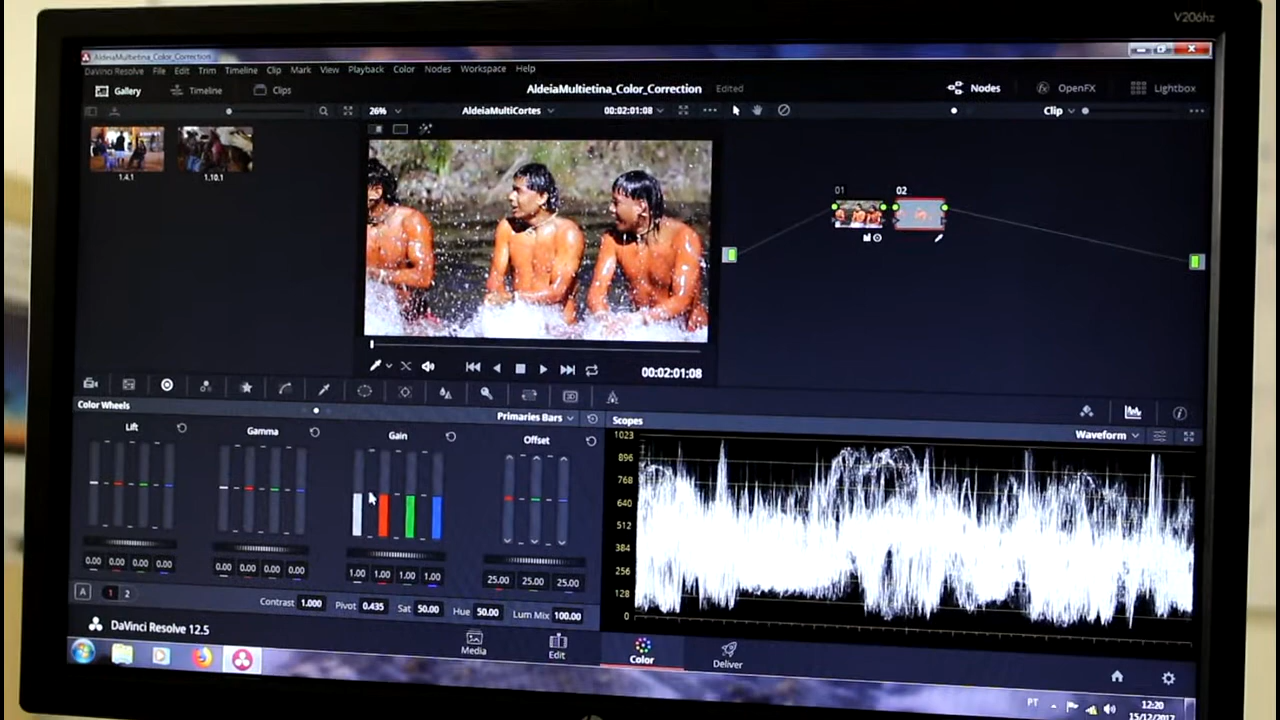 V206hz
AldeiaMultietina_Color_Correction
DaVinci Resolve File Edit Trim Timeline Clip Mark View Playback Color Nodes Workspace Help
Gallery Timeline Clips AldeiaMultietina_Color_Correction Edited Nodes OpenFX Lightbox
26% AldeiaMultiCortes 00:02:01:08 Clip
1.4.1 1.10.1
01 02
00:02:01:08
Color Wheels Primaries Bars Scopes
Lift Gamma Gain Offset Waveform
1023
896
768
640
512
384
256
128
0
0.00 0.00 0.00 0.00 0.00 0.00 0.00 0.00 1.00 1.00 1.00 1.00 25.00 25.00 25.00
A 1 2 Contrast 1.000 Pivot 0.435 Sat 50.00 Hue 50.00 Lum Mix 100.00
DaVinci Resolve 12.5 Media Edit Color Deliver
PT 12:20
15/12/2017